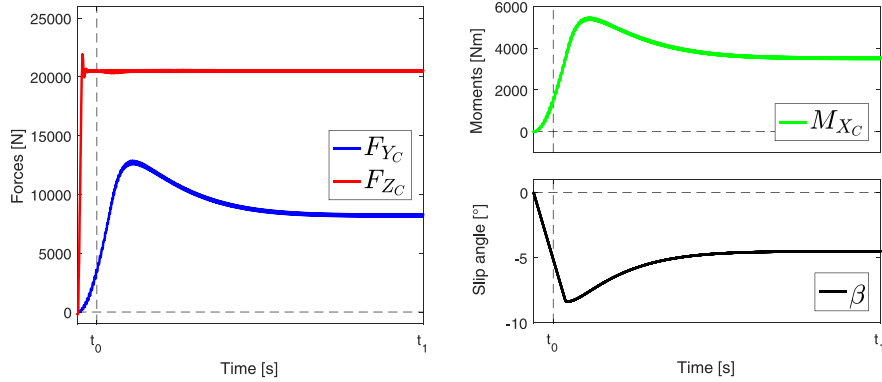 25000
20000
15000
10000
5000
0
Forces [N]
F_{Y_C}
F_{Z_C}
t_0
t_1
Time [s]
6000
4000
2000
0
Moments [Nm]
M_{X_C}
0
-5
-10
Slip angle [°]
β
t_0
t_1
Time [s]